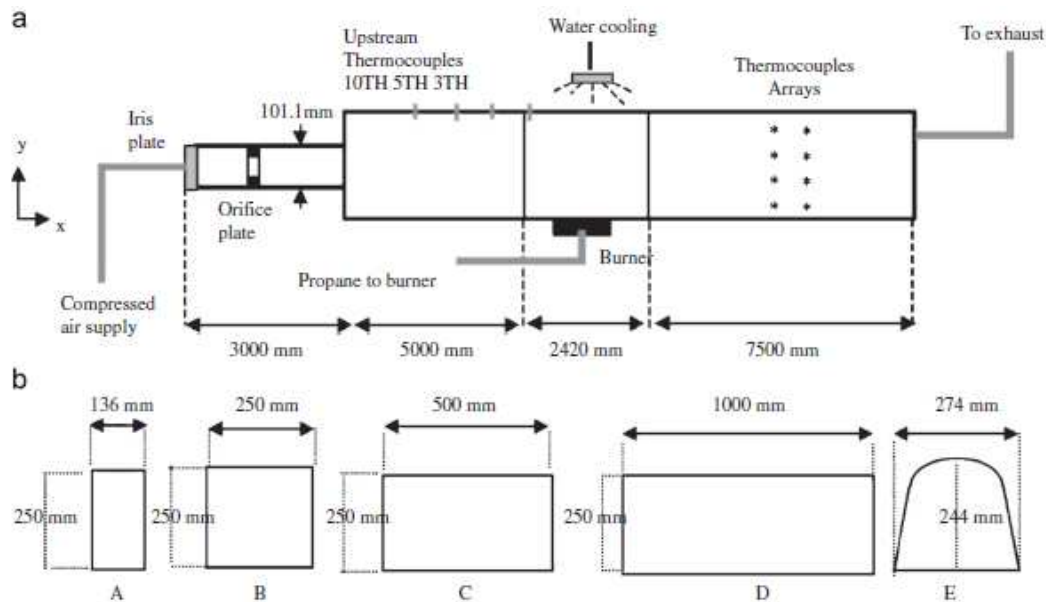 a
Water cooling
To exhaust
Upstream
Thermocouples
10TH 5TH 3TH
Thermocouples
Arrays
101.1mm
Iris
plate
y
x
Orifice
plate
Propane to burner
Burner
Compressed
air supply
3000 mm
5000 mm
2420 mm
7500 mm
b
136 mm
250 mm
500 mm
1000 mm
274 mm
250 mm
250 mm
250 mm
250 mm
244 mm
A
B
C
D
E